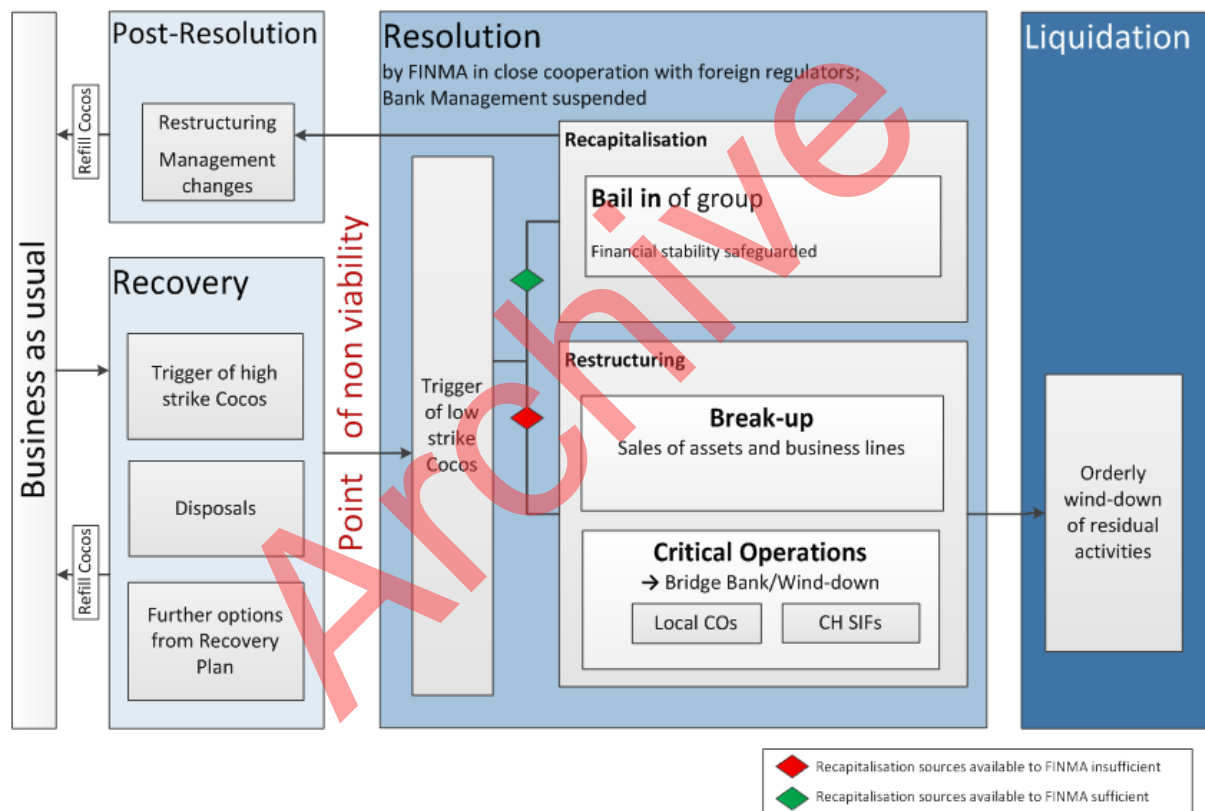 Business as usual
Post-Resolution
Refill Cocos
Restructuring
Management
changes
Recovery
Trigger of high
strike Cocos
Disposals
Refill Cocos
Further options
from Recovery
Plan
Point of non viability
Resolution
by FINMA in close cooperation with foreign regulators;
Bank Management suspended
Trigger
of low
strike
Cocos
Recapitalisation
Bail in of group
Financial stability safeguarded
Restructuring
Break-up
Sales of assets and business lines
Critical Operations
→ Bridge Bank/Wind-down
Local COs
CH SIFs
Liquidation
Orderly
wind-down
of residual
activities
Recapitalisation sources available to FINMA insufficient
Recapitalisation sources available to FINMA sufficient
Archive